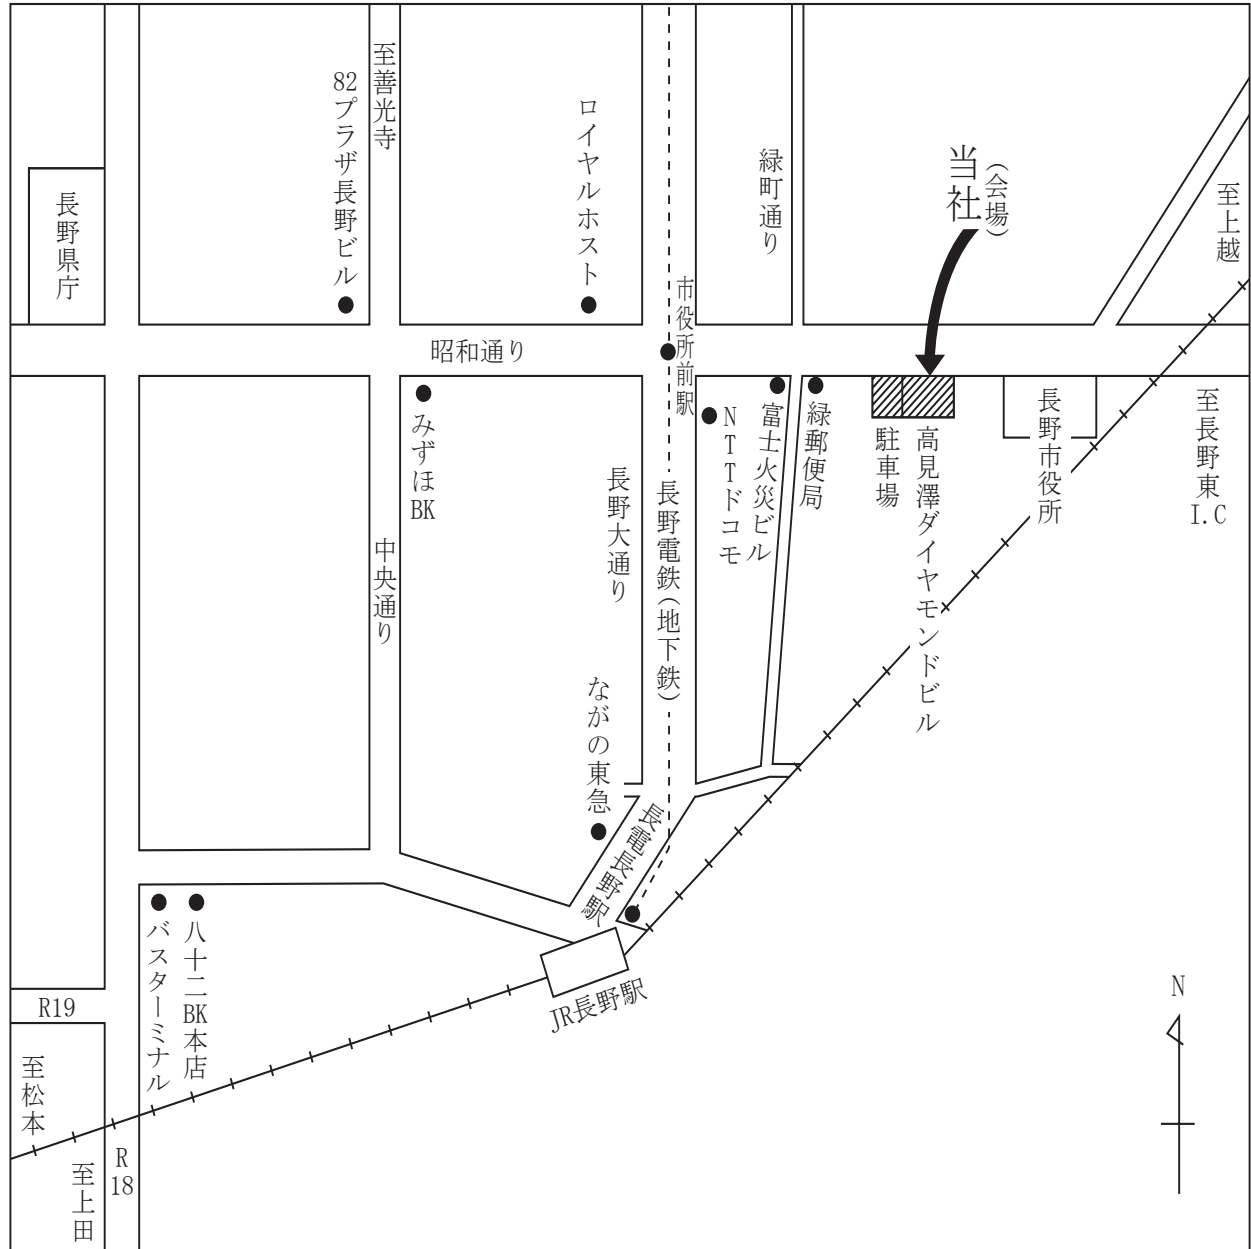 至善光寺
82プラザ長野ビル
ロイヤルホスト
緑町通り
当社
(会場)
至上越
長野県庁
市役所前駅
昭和通り
みずほBK
長野大通り
長野電鉄(地下鉄)
NTTドコモ
富士火災ビル
緑郵便局
駐車場
高見澤ダイヤモンドビル
長野市役所
至長野東I.C
中央通り
ながの東急
長電長野駅
JR長野駅
バスターミナル
八十二BK本店
R19
至松本
R18
至上田
N